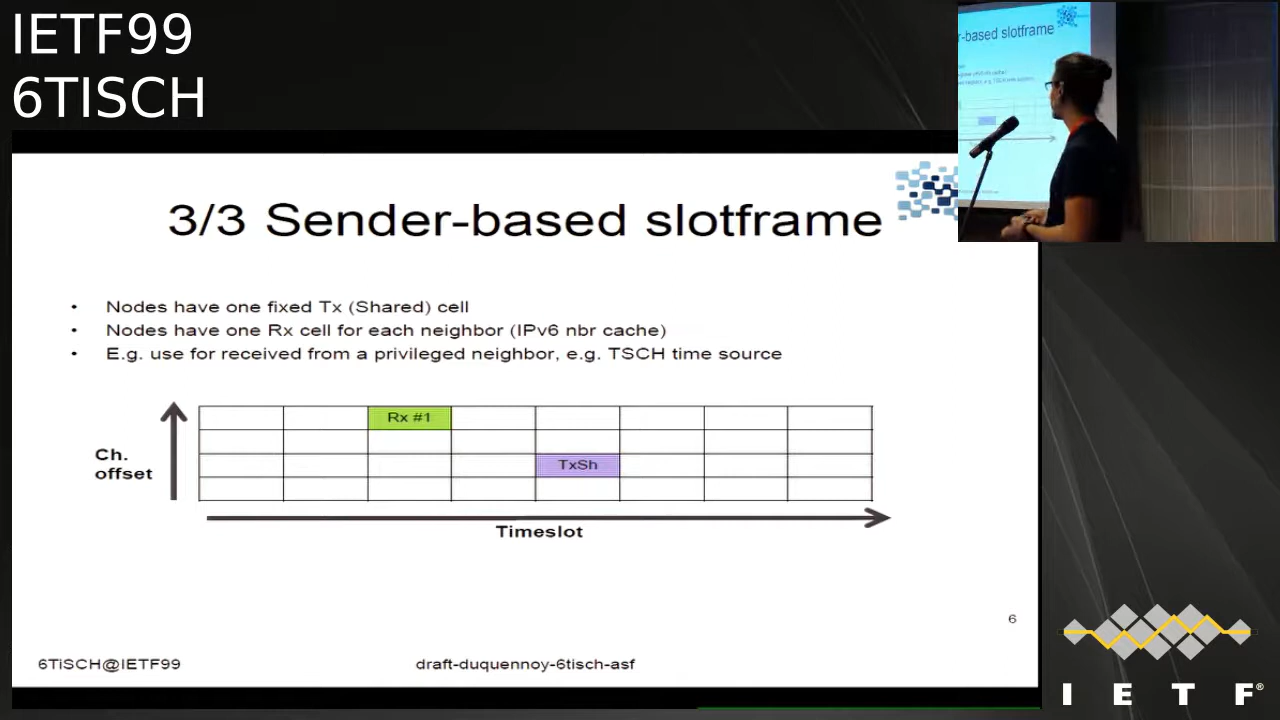 IETF99
6TISCH
3/3 Sender-based slotframe
• Nodes have one fixed Tx (Shared) cell
• Nodes have one Rx cell for each neighbor (IPv6 nbr cache)
• E.g. use for received from a privileged neighbor, e.g. TSCH time source
Rx #1
Ch.
offset
TxSh
Timeslot
6
6TiSCH@IETF99
draft-duquennoy-6tisch-asf
r-based slotframe
I E T F®